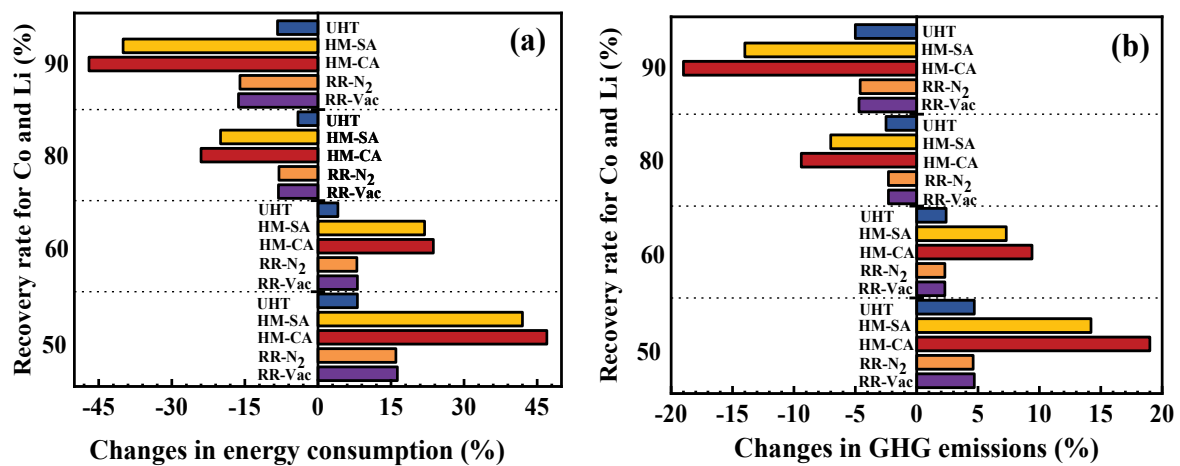 (a)
Recovery rate for Co and Li (%)
90
UHT
HM-SA
HM-CA
RR-N₂
RR-Vac
80
UHT
HM-SA
HM-CA
RR-N₂
RR-Vac
60
UHT
HM-SA
HM-CA
RR-N₂
RR-Vac
50
UHT
HM-SA
HM-CA
RR-N₂
RR-Vac
-45 -30 -15 0 15 30 45
Changes in energy consumption (%)
(b)
Recovery rate for Co and Li (%)
90
UHT
HM-SA
HM-CA
RR-N₂
RR-Vac
80
UHT
HM-SA
HM-CA
RR-N₂
RR-Vac
60
UHT
HM-SA
HM-CA
RR-N₂
RR-Vac
50
UHT
HM-SA
HM-CA
RR-N₂
RR-Vac
-20 -15 -10 -5 0 5 10 15 20
Changes in GHG emissions (%)